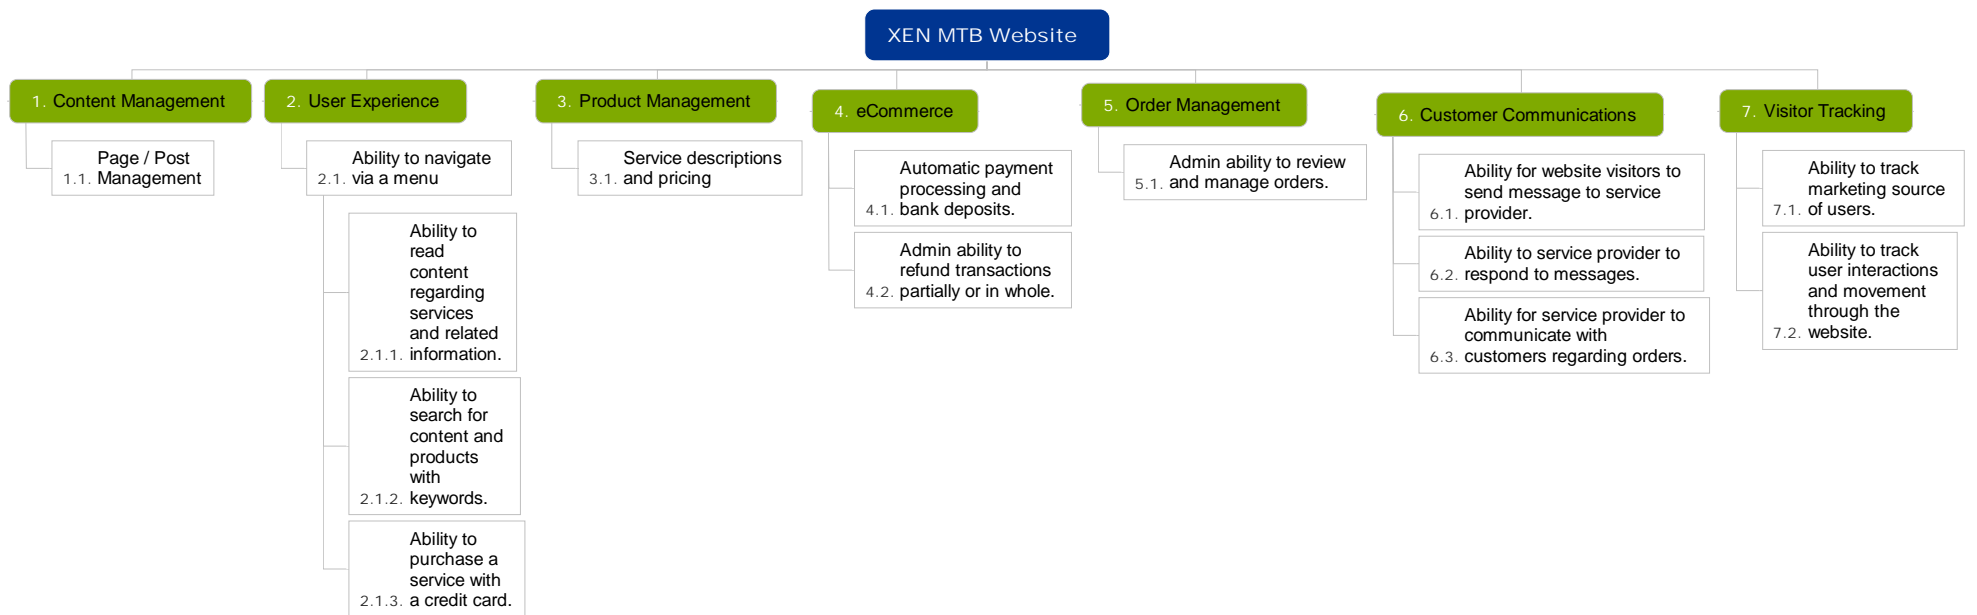 XEN MTB Website
1. Content Management
1.1. Page / Post
Management
2. User Experience
2.1. Ability to navigate
via a menu
2.1.1. Ability to
read
content
regarding
services
and related
information.
2.1.2. Ability to
search for
content and
products
with
keywords.
2.1.3. Ability to
purchase a
service with
a credit card.
3. Product Management
3.1. Service descriptions
and pricing
4. eCommerce
4.1. Automatic payment
processing and
bank deposits.
4.2. Admin ability to
refund transactions
partially or in whole.
5. Order Management
5.1. Admin ability to review
and manage orders.
6. Customer Communications
6.1. Ability for website visitors to
send message to service
provider.
6.2. Ability to service provider to
respond to messages.
6.3. Ability for service provider to
communicate with
customers regarding orders.
7. Visitor Tracking
7.1. Ability to track
marketing source
of users.
7.2. Ability to track
user interactions
and movement
through the
website.